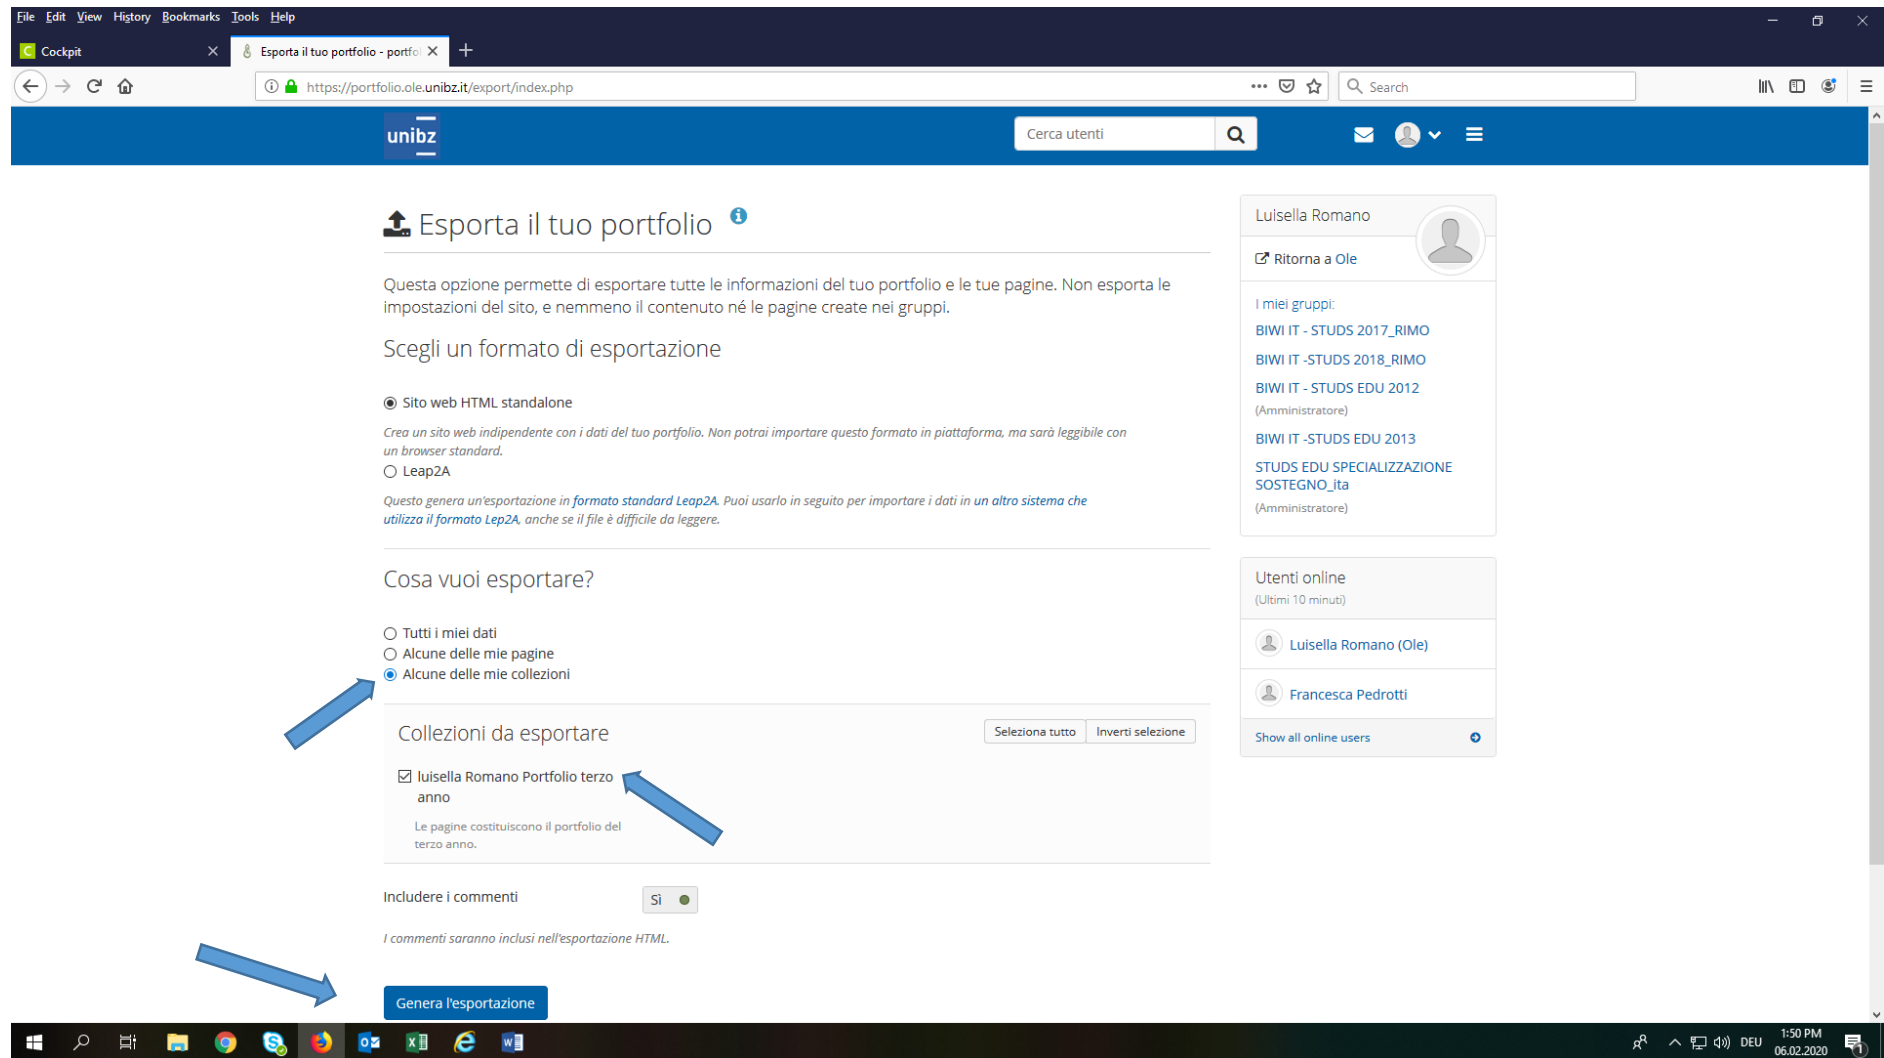 File Edit View History Bookmarks Tools Help
C Cockpit
Esporta il tuo portfolio - portfo
https://portfolio.ole.unibz.it/export/index.php
Search
unibz
Cerca utenti
Esporta il tuo portfolio
Questa opzione permette di esportare tutte le informazioni del tuo portfolio e le tue pagine. Non esporta le
impostazioni del sito, e nemmeno il contenuto né le pagine create nei gruppi.
Scegli un formato di esportazione
Sito web HTML standalone
Crea un sito web indipendente con i dati del tuo portfolio. Non potrai importare questo formato in piattaforma, ma sarà leggibile con
un browser standard.
Leap2A
Questo genera un'esportazione in formato standard Leap2A. Puoi usarlo in seguito per importare i dati in un altro sistema che
utilizza il formato Lep2A, anche se il file è difficile da leggere.
Cosa vuoi esportare?
Tutti i miei dati
Alcune delle mie pagine
Alcune delle mie collezioni
Collezioni da esportare
Seleziona tutto Inverti selezione
luisella Romano Portfolio terzo
anno
Le pagine costituiscono il portfolio del
terzo anno.
Includere i commenti
Sì
I commenti saranno inclusi nell'esportazione HTML.
Genera l'esportazione
Luisella Romano
Ritorna a Ole
I miei gruppi:
BIWI IT - STUDS 2017_RIMO
BIWI IT -STUDS 2018_RIMO
BIWI IT - STUDS EDU 2012
(Amministratore)
BIWI IT -STUDS EDU 2013
STUDS EDU SPECIALIZZAZIONE
SOSTEGNO_ita
(Amministratore)
Utenti online
(Ultimi 10 minuti)
Luisella Romano (Ole)
Francesca Pedrotti
Show all online users
DEU
1:50 PM
06.02.2020